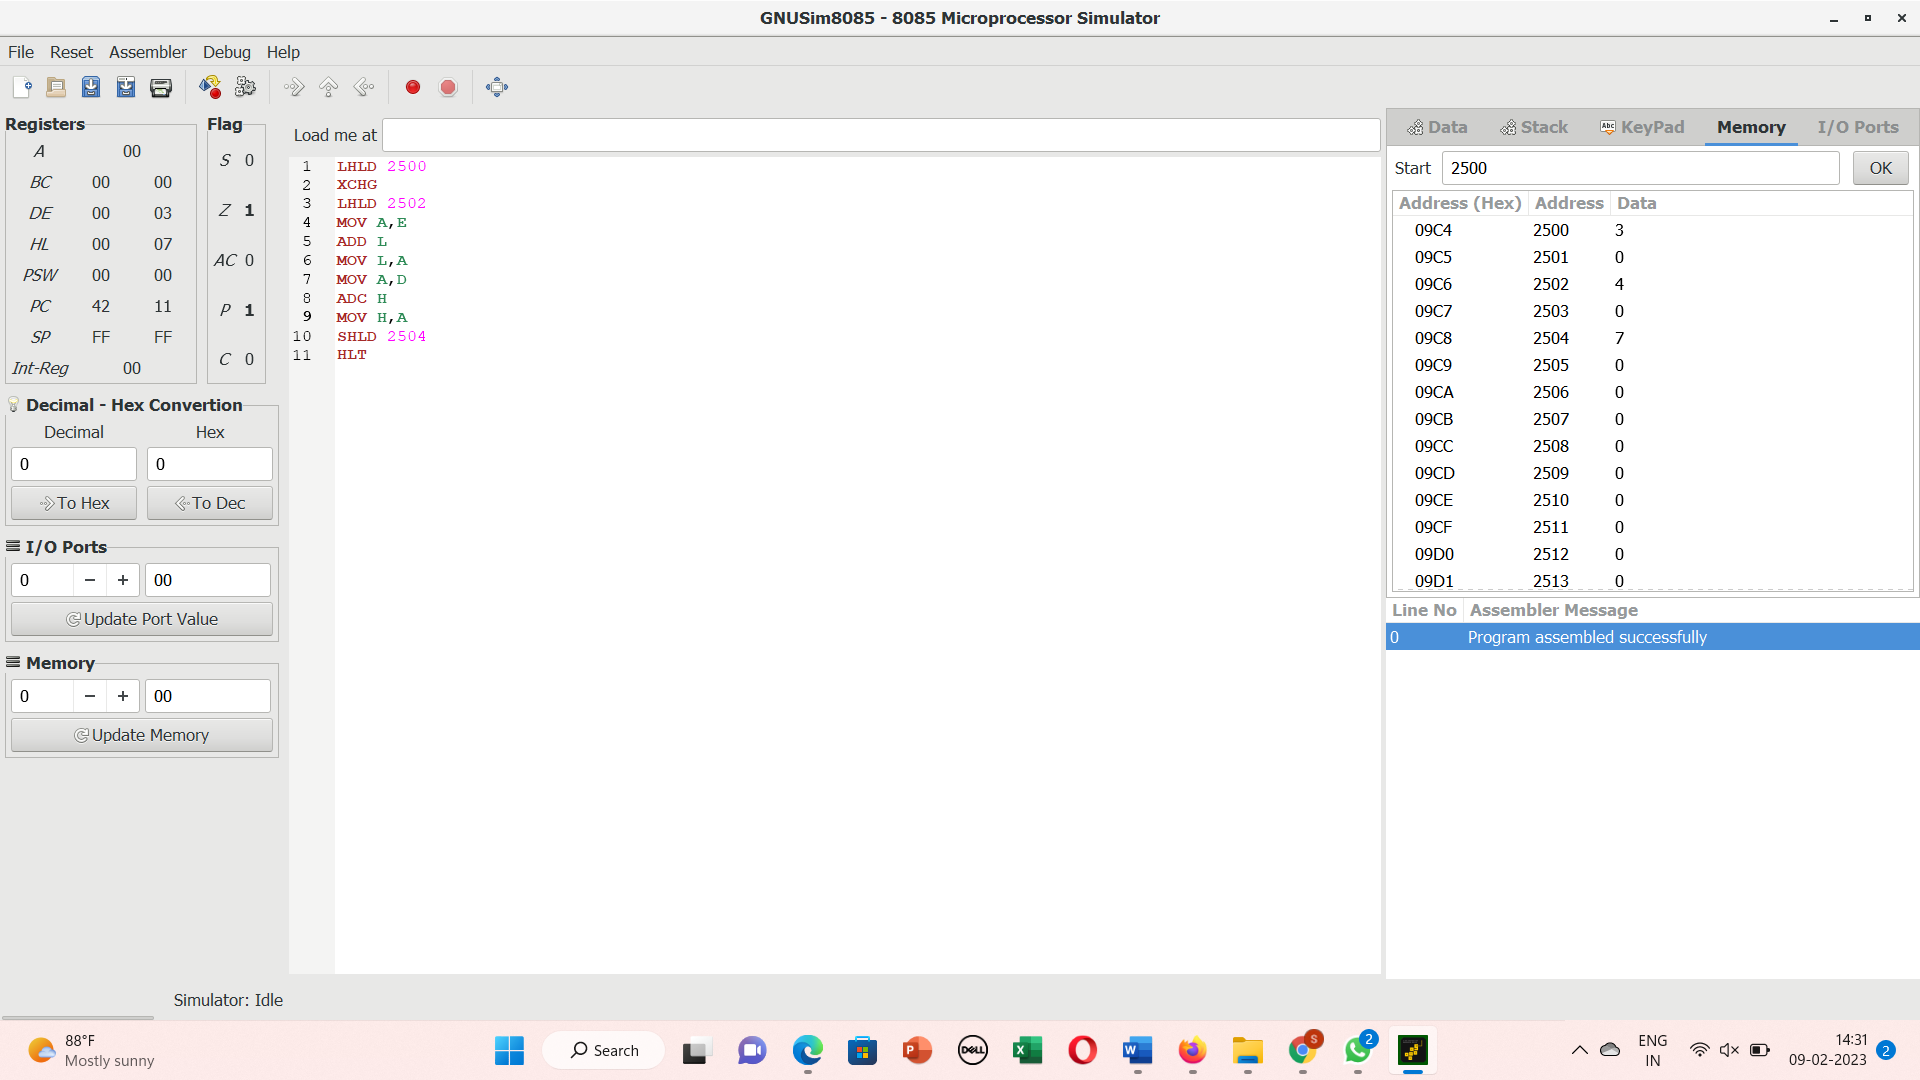 GNUSim8085 - 8085 Microprocessor Simulator
File Reset Assembler Debug Help
Registers
A 00
BC 00 00
DE 00 03
HL 00 07
PSW 00 00
PC 42 11
SP FF FF
Int-Reg 00
Flag
S 0
Z 1
AC 0
P 1
C 0
Decimal - Hex Convertion
Decimal Hex
0 0
To Hex To Dec
I/O Ports
0 − + 00
Update Port Value
Memory
0 − + 00
Update Memory
Load me at
1 LHLD 2500
2 XCHG
3 LHLD 2502
4 MOV A,E
5 ADD L
6 MOV L,A
7 MOV A,D
8 ADC H
9 MOV H,A
10 SHLD 2504
11 HLT
Data Stack Abc KeyPad Memory I/O Ports
Start 2500 OK
Address (Hex) Address Data
09C4 2500 3
09C5 2501 0
09C6 2502 4
09C7 2503 0
09C8 2504 7
09C9 2505 0
09CA 2506 0
09CB 2507 0
09CC 2508 0
09CD 2509 0
09CE 2510 0
09CF 2511 0
09D0 2512 0
09D1 2513 0
Line No Assembler Message
0 Program assembled successfully
Simulator: Idle
88°F
Mostly sunny
Search
P
DELL
X
W
S
2
ENG
IN
14:31
09-02-2023
2